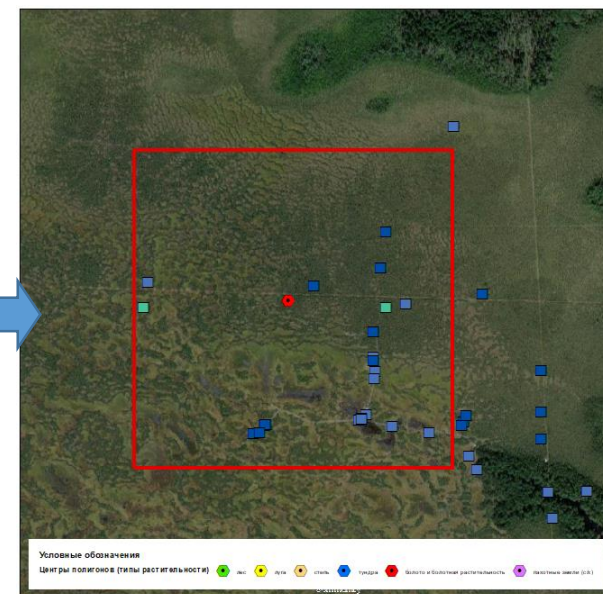 Условные обозначения
Центры полигонов (типы растительности) лес луга степь тундра болото и болотная растительность пахотные земли (с/х)